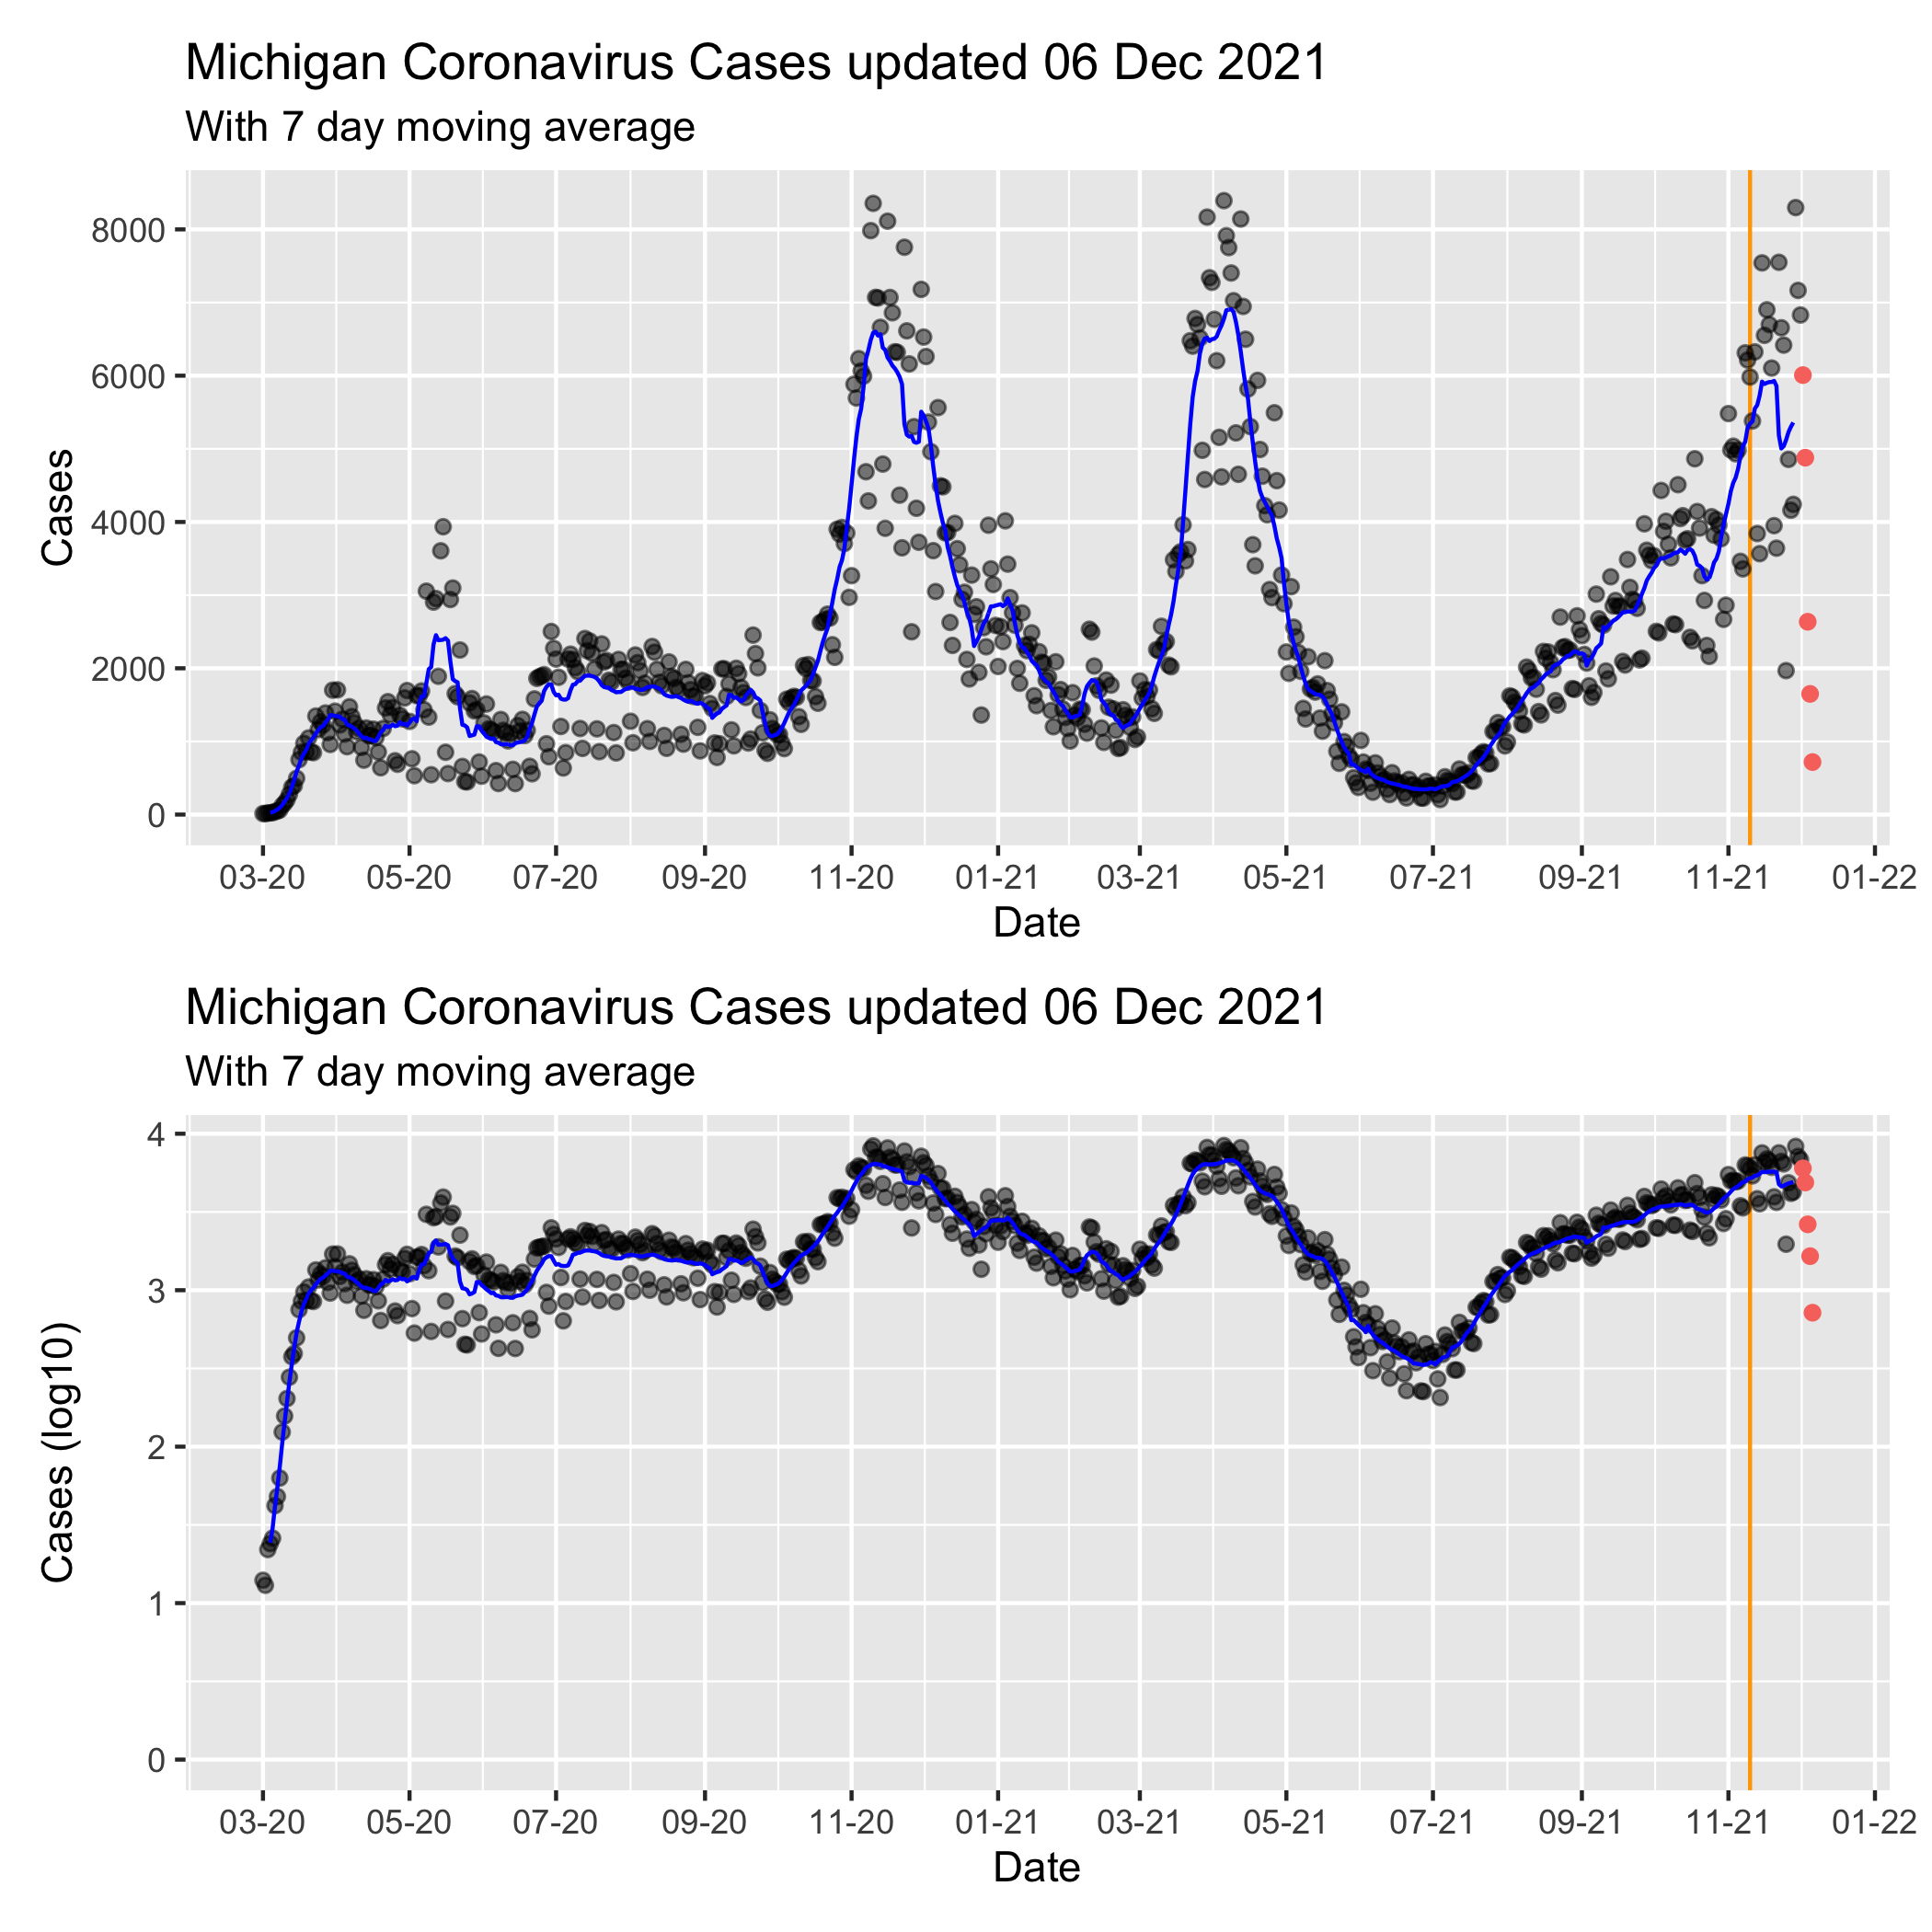 Michigan Coronavirus Cases updated 06 Dec 2021
With 7 day moving average
8000
6000
4000
2000
0
Cases
03-20 05-20 07-20 09-20 11-20 01-21 03-21 05-21 07-21 09-21 11-21 01-22
Date
Michigan Coronavirus Cases updated 06 Dec 2021
With 7 day moving average
4
3
2
1
0
Cases (log10)
03-20 05-20 07-20 09-20 11-20 01-21 03-21 05-21 07-21 09-21 11-21 01-22
Date